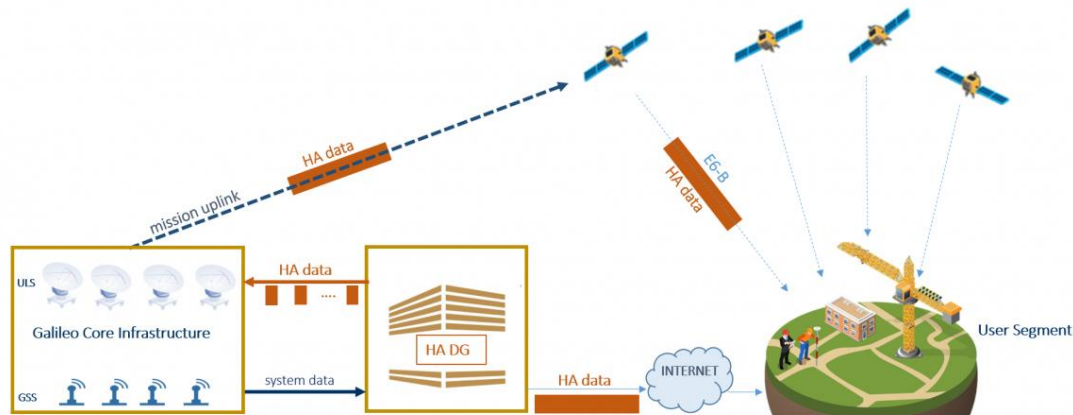 HA data
mission uplink
E6-B
HA data
ULS
HA data
....
Galileo Core Infrastructure
HA DG
User Segment
GSS
system data
HA data
INTERNET